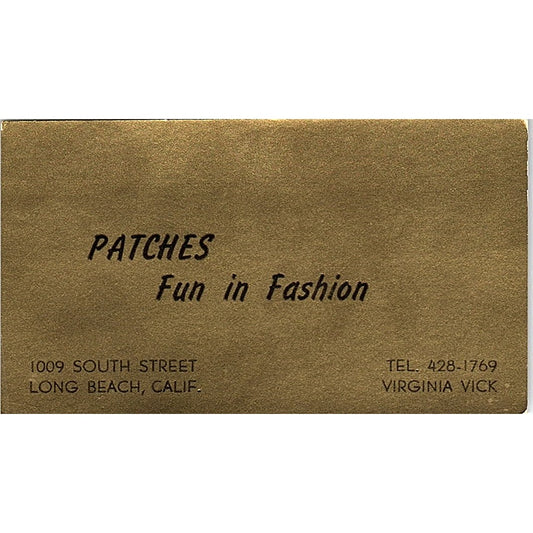 PATCHES
Fun in Fashion
1009 SOUTH STREET
LONG BEACH, CALIF.
TEL. 428-1769
VIRGINIA VICK